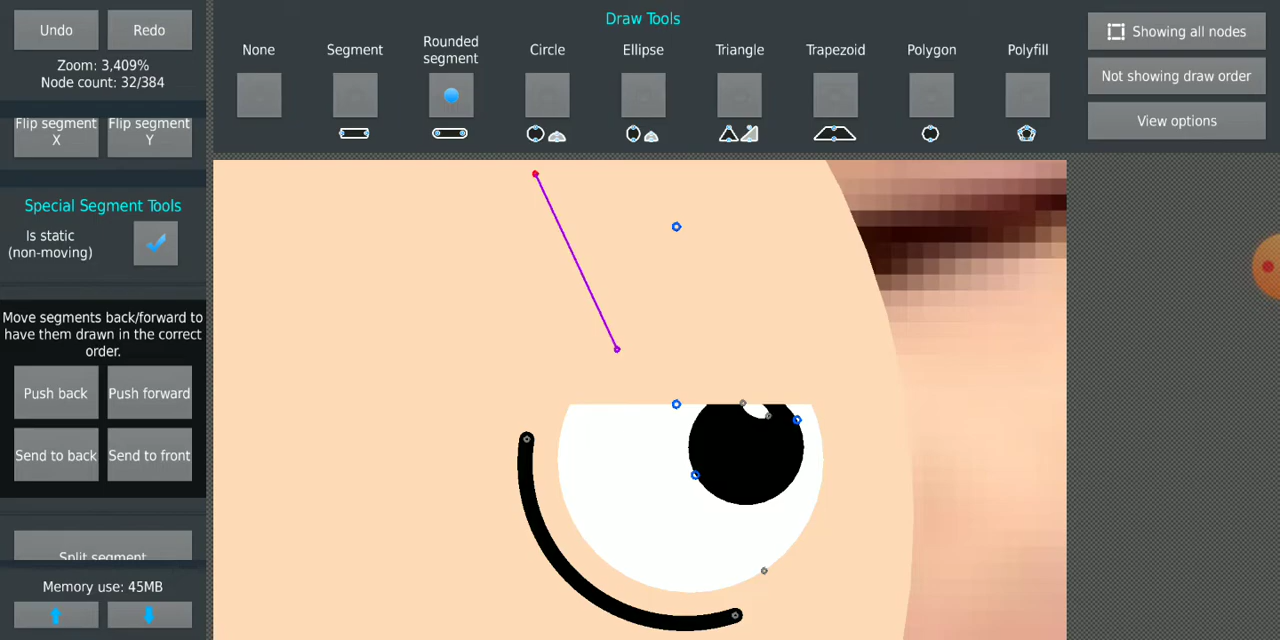 Undo
Redo
Zoom: 3,409%
Node count: 32/384
Flip segment X
Flip segment Y
Special Segment Tools
Is static
(non-moving)
Move segments back/forward to
have them drawn in the correct
order.
Push back
Push forward
Send to back
Send to front
Split segment
Memory use: 45MB
Draw Tools
None
Segment
Rounded
segment
Circle
Ellipse
Triangle
Trapezoid
Polygon
Polyfill
Showing all nodes
Not showing draw order
View options